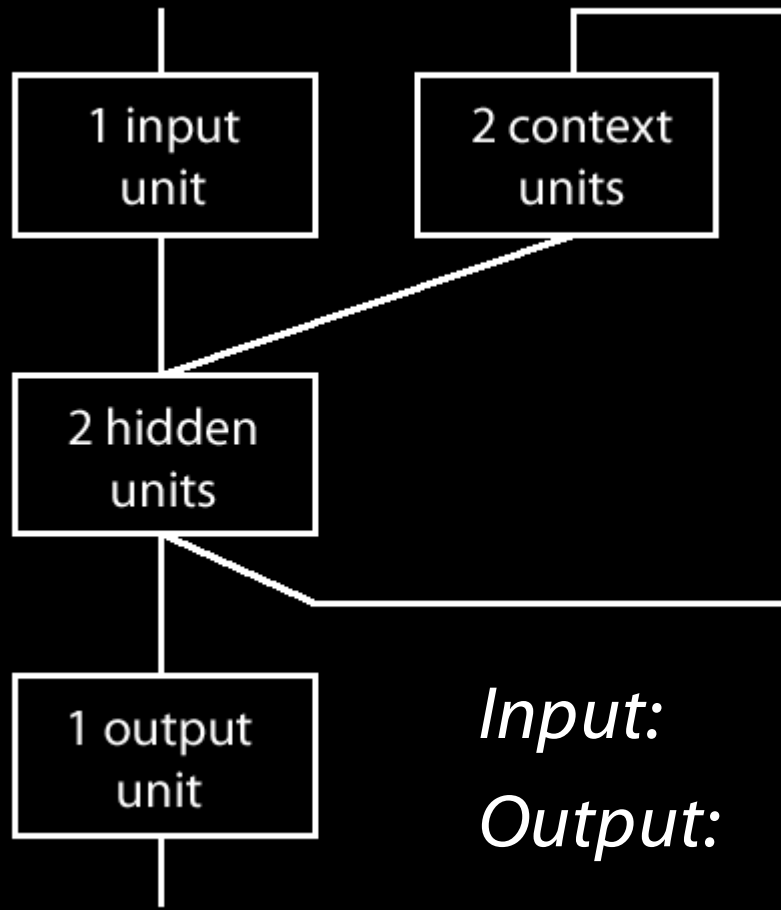 1 input
unit
2 context
units
2 hidden
units
1 output
unit
Input:
Output: